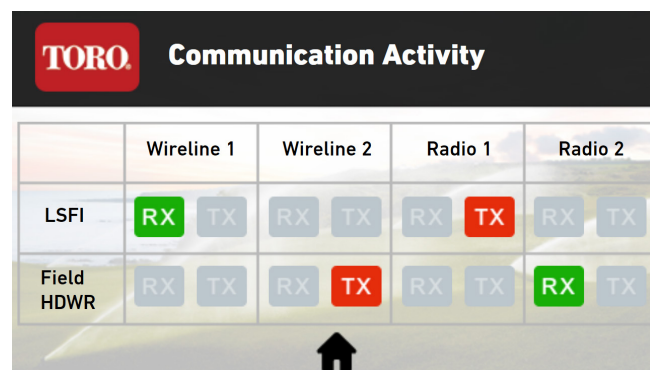 TORO.
Communication Activity
Wireline 1 Wireline 2 Radio 1 Radio 2
LSFI RX TX RX TX RX TX RX TX
Field
HDWR
RX TX RX TX RX TX RX TX